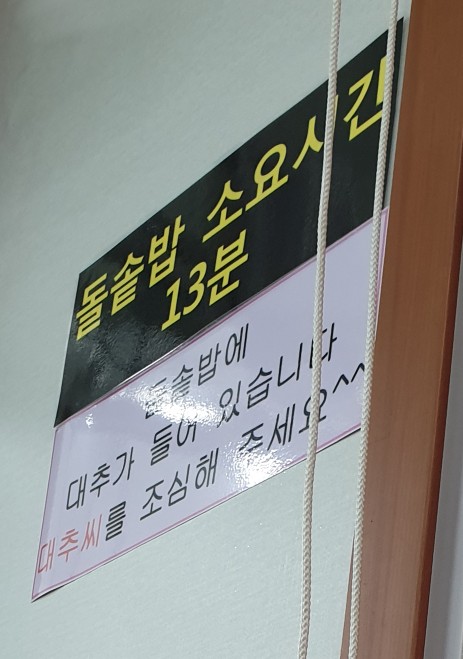 돌솥밥 소요시간
13분
돌솥밥에
대추가 들어 있습니다
대추씨를 조심해 주세요^^